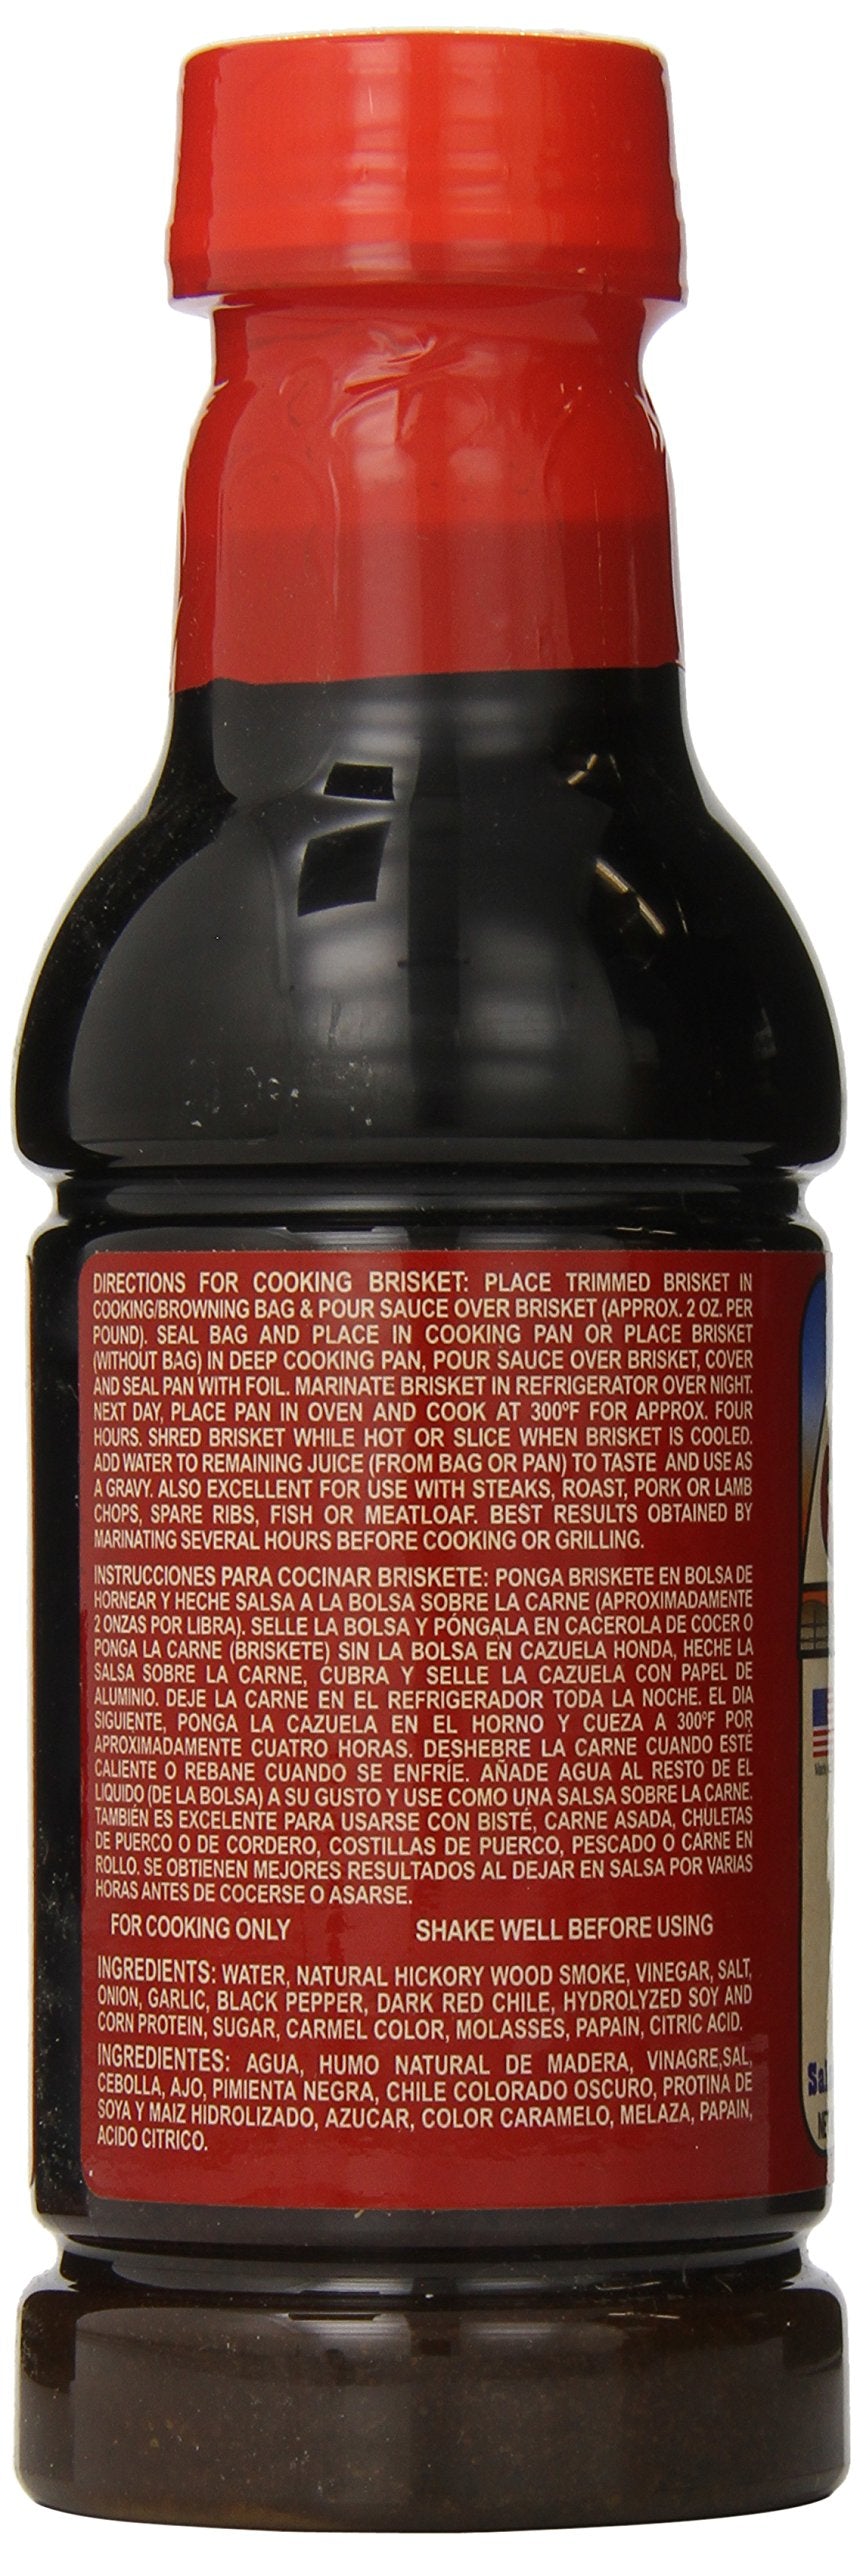 DIRECTIONS FOR COOKING BRISKET: PLACE TRIMMED BRISKET IN
COOKING/BROWNING BAG & POUR SAUCE OVER BRISKET (APPROX. 2 OZ. PER
POUND). SEAL BAG AND PLACE IN COOKING PAN OR PLACE BRISKET
(WITHOUT BAG) IN DEEP COOKING PAN, POUR SAUCE OVER BRISKET, COVER
AND SEAL PAN WITH FOIL. MARINATE BRISKET IN REFRIGERATOR OVER NIGHT.
NEXT DAY, PLACE PAN IN OVEN AND COOK AT 300ºF FOR APPROX. FOUR
HOURS. SHRED BRISKET WHILE HOT OR SLICE WHEN BRISKET IS COOLED.
ADD WATER TO REMAINING JUICE (FROM BAG OR PAN) TO TASTE AND USE AS
A GRAVY. ALSO EXCELLENT FOR USE WITH STEAKS, ROAST, PORK OR LAMB
CHOPS, SPARE RIBS, FISH OR MEATLOAF. BEST RESULTS OBTAINED BY
MARINATING SEVERAL HOURS BEFORE COOKING OR GRILLING.
INSTRUCCIONES PARA COCINAR BRISKETE: PONGA BRISKETE EN BOLSA DE
HORNEAR Y HECHE SALSA A LA BOLSA SOBRE LA CARNE (APROXIMADAMENTE
2 ONZAS POR LIBRA). SELLE LA BOLSA Y PÓNGALA EN CACEROLA DE COCER O
PONGA LA CARNE (BRISKETE) SIN LA BOLSA EN CAZUELA HONDA, HECHE LA
SALSA SOBRE LA CARNE, CUBRA Y SELLE LA CAZUELA CON PAPEL DE
ALUMINIO. DEJE LA CARNE EN EL REFRIGERADOR TODA LA NOCHE. EL DIA
SIGUIENTE, PONGA LA CAZUELA EN EL HORNO Y CUEZA A 300ºF POR
APROXIMADAMENTE CUATRO HORAS. DESHEBRE LA CARNE CUANDO ESTÉ
CALIENTE O REBANE CUANDO SE ENFRÍE. AÑADE AGUA AL RESTO DE EL
LIQUIDO (DE LA BOLSA) A SU GUSTO Y USE COMO UNA SALSA SOBRE LA CARNE.
TAMBIÉN ES EXCELENTE PARA USARSE CON BISTÉ, CARNE ASADA, CHULETAS
DE PUERCO O DE CORDERO, COSTILLAS DE PUERCO, PESCADO O CARNE EN
ROLLO. SE OBTIENEN MEJORES RESULTADOS AL DEJAR EN SALSA POR VARIAS
HORAS ANTES DE COCERSE O ASARSE.
FOR COOKING ONLY SHAKE WELL BEFORE USING
INGREDIENTS: WATER, NATURAL HICKORY WOOD SMOKE, VINEGAR, SALT,
ONION, GARLIC, BLACK PEPPER, DARK RED CHILE, HYDROLYZED SOY AND
CORN PROTEIN, SUGAR, CARMEL COLOR, MOLASSES, PAPAIN, CITRIC ACID.
INGREDIENTES: AGUA, HUMO NATURAL DE MADERA, VINAGRE,SAL,
CEBOLLA, AJO, PIMIENTA NEGRA, CHILE COLORADO OSCURO, PROTINA DE
SOYA Y MAIZ HIDROLIZADO, AZUCAR, COLOR CARAMELO, MELAZA, PAPAIN,
ACIDO CITRICO.